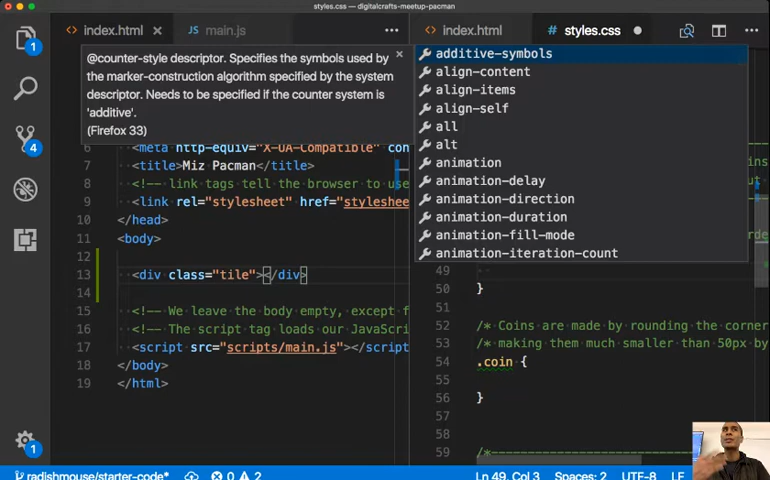 styles.css — digitalcrafts-meetup-pacman
index.html ×
main.js
•••
index.html
# styles.css ●
•••
@counter-style descriptor. Specifies the symbols used by
the marker-construction algorithm specified by the system
descriptor. Needs to be specified if the counter system is
'additive'.
(Firefox 33)
×
additive-symbols
align-content
align-items
align-self
all
alt
animation
animation-delay
animation-direction
animation-duration
animation-fill-mode
animation-iteration-count
6 <meta http-equiv="X-UA-Compatible" con
7 <title>Miz Pacman</title>
8 <!-- link tags tell the browser to use
9 <link rel="stylesheet" href="styleshe
10 </head>
11 <body>
12
13 <div class="tile"></div>
14
15 <!-- We leave the body empty, except f
16 <!-- The script tag loads our JavaScri
17 <script src="scripts/main.js"></script
18 </body>
19 </html>
49
50 }
51
52 /* Coins are made by rounding the corner
53 /* making them much smaller than 50px by
54 .coin {
55
56 }
57
58
59 /*
1
4
1
radishmouse/starter-code*
0 2
Ln 49, Col 3
Spaces: 2
UTF-8
LF